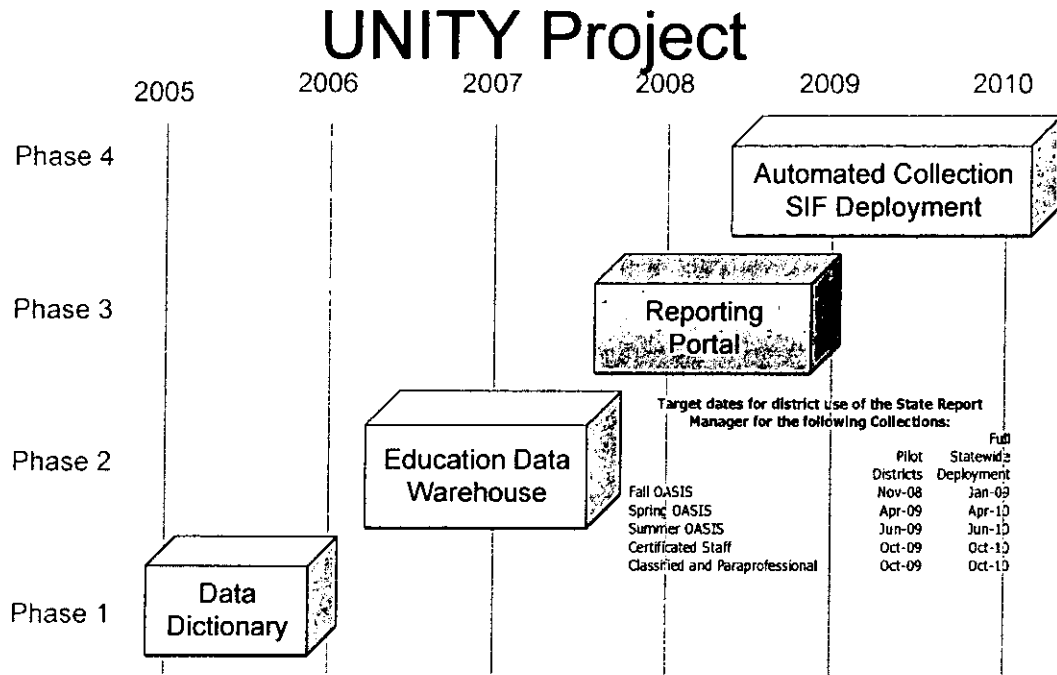 UNITY Project
2005 2006 2007 2008 2009 2010
Phase 4
Automated Collection
SIF Deployment
Phase 3
Reporting
Portal
Target dates for district use of the State Report
Manager for the following Collections:
Full
Pilot Statewide
Districts Deployment
Fall OASIS Nov-08 Jan-09
Spring OASIS Apr-09 Apr-10
Summer OASIS Jun-09 Jun-10
Certificated Staff Oct-09 Oct-10
Classified and Paraprofessional Oct-09 Oct-10
Phase 2
Education Data
Warehouse
Phase 1
Data
Dictionary